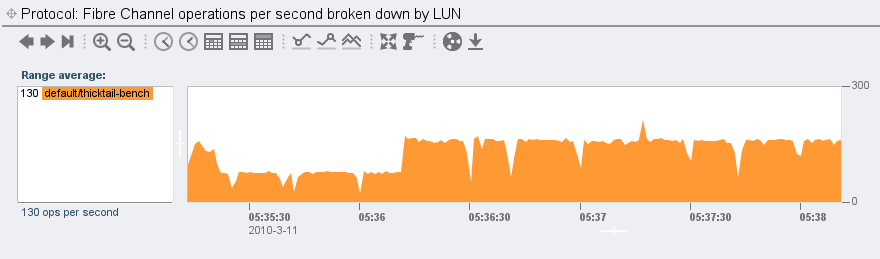 Protocol: Fibre Channel operations per second broken down by LUN
Range average:
130 default/thicktail-bench
130 ops per second
300
0
05:35:30 05:36 05:36:30 05:37 05:37:30 05:38
2010-3-11